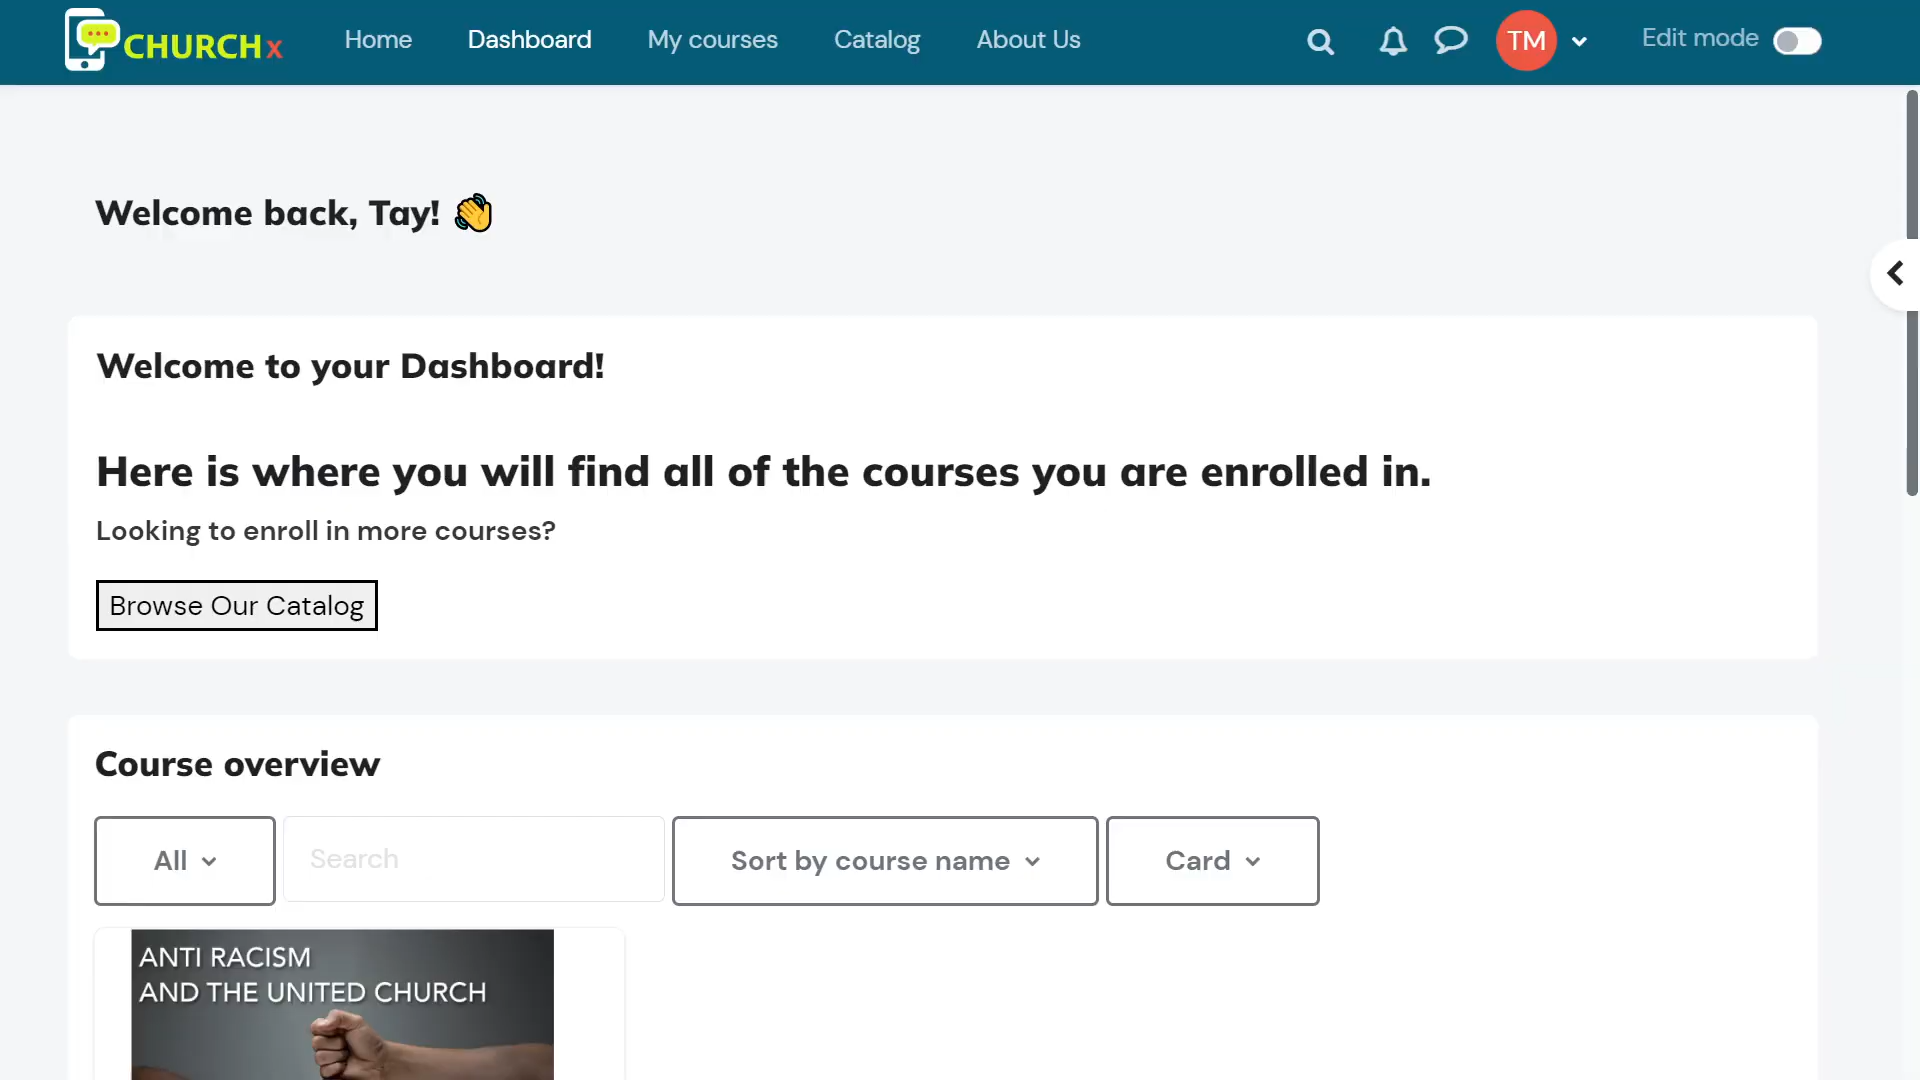 CHURCHx
Home
Dashboard
My courses
Catalog
About Us
TM
Edit mode
Welcome back, Tay! 👋
Welcome to your Dashboard!
Here is where you will find all of the courses you are enrolled in.
Looking to enroll in more courses?
Browse Our Catalog
Course overview
All
Search
Sort by course name
Card
ANTI RACISM
AND THE UNITED CHURCH